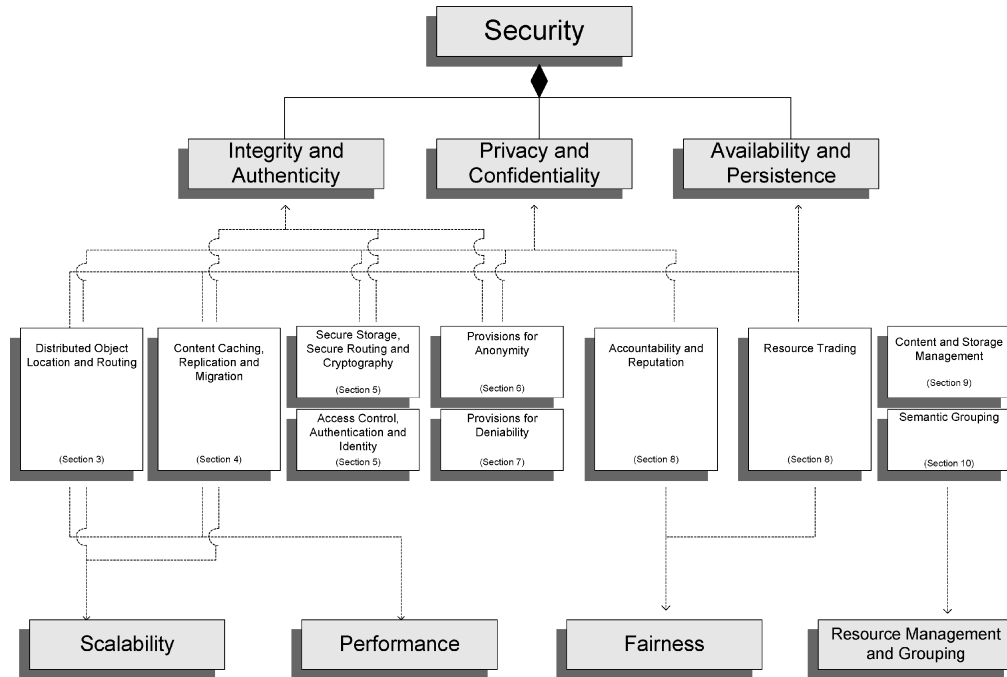 Security
Integrity and
Authenticity
Privacy and
Confidentiality
Availability and
Persistence
Distributed Object
Location and Routing
(Section 3)
Content Caching,
Replication and
Migration
(Section 4)
Secure Storage,
Secure Routing and
Cryptography
(Section 5)
Access Control,
Authentication and
Identity
(Section 5)
Provisions for
Anonymity
(Section 6)
Provisions for
Deniability
(Section 7)
Accountability and
Reputation
(Section 8)
Resource Trading
(Section 8)
Content and Storage
Management
(Section 9)
Semantic Grouping
(Section 10)
Scalability
Performance
Fairness
Resource Management
and Grouping